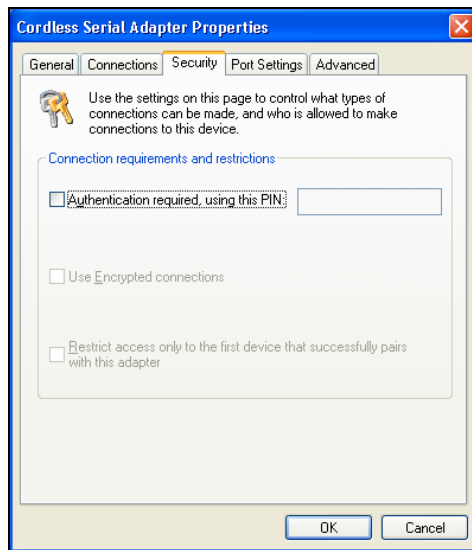 Cordless Serial Adapter Properties
General Connections Security Port Settings Advanced
Use the settings on this page to control what types of
connections can be made, and who is allowed to make
connections to this device.
Connection requirements and restrictions
Authentication required, using this PIN:
Use Encrypted connections
Restrict access only to the first device that successfully pairs
with this adapter
OK Cancel